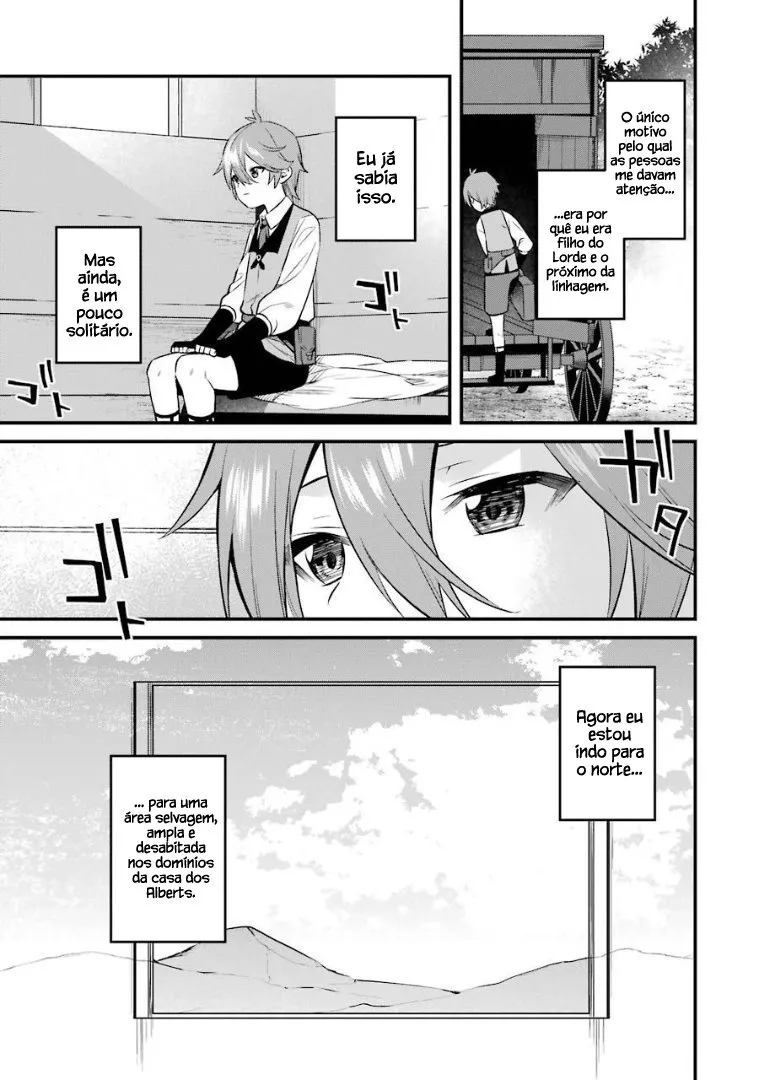 O único
motivo
pelo qual
as pessoas
me davam
atenção...
...era por
quê eu era
filho do
Lorde e o
próximo da
linhagem.
Eu já
sabia
isso.
Mas
ainda,
é um
pouco
solitário.
ゴト
ゴト
ゴト
ガタ
Agora eu
estou
indo para
o norte...
... para uma
área selvagem,
ampla e
desabitada
nos domínios
da casa dos
Alberts.